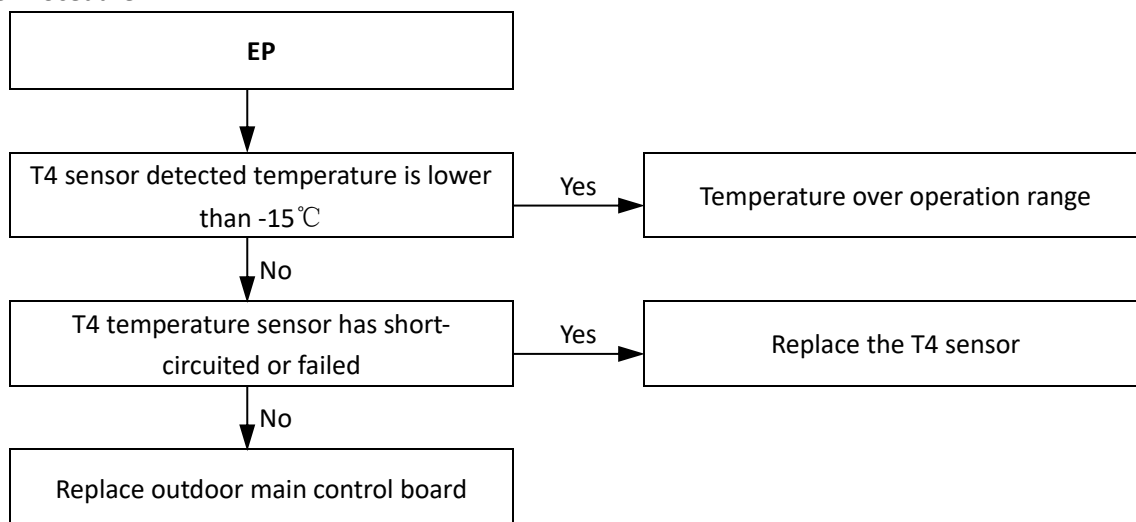 EP
T4 sensor detected temperature is lower
than -15℃
Yes
Temperature over operation range
No
T4 temperature sensor has short-
circuited or failed
Yes
Replace the T4 sensor
No
Replace outdoor main control board